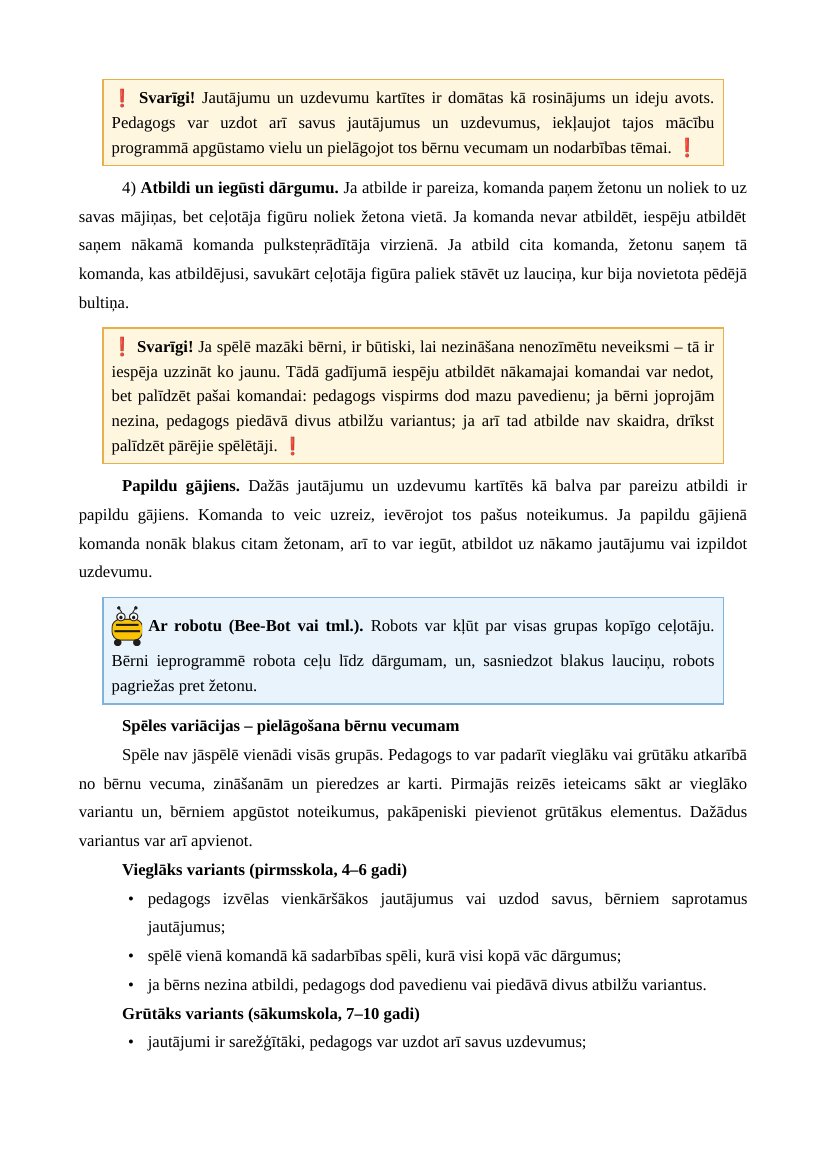 ❗ Svarīgi! Jautājumu un uzdevumu kartītes ir domātas kā rosinājums un ideju avots.
Pedagogs var uzdot arī savus jautājumus un uzdevumus, iekļaujot tajos mācību
programmā apgūstamo vielu un pielāgojot tos bērnu vecumam un nodarbības tēmai. ❗
4) Atbildi un iegūsti dārgumu. Ja atbilde ir pareiza, komanda paņem žetonu un noliek to uz
savas mājiņas, bet ceļotāja figūru noliek žetona vietā. Ja komanda nevar atbildēt, iespēju atbildēt
saņem nākamā komanda pulksteņrādītāja virzienā. Ja atbild cita komanda, žetonu saņem tā
komanda, kas atbildējusi, savukārt ceļotāja figūra paliek stāvēt uz lauciņa, kur bija novietota pēdējā
bultiņa.
❗ Svarīgi! Ja spēlē mazāki bērni, ir būtiski, lai nezināšana nenozīmētu neveiksmi – tā ir
iespēja uzzināt ko jaunu. Tādā gadījumā iespēju atbildēt nākamajai komandai var nedot,
bet palīdzēt pašai komandai: pedagogs vispirms dod mazu pavedienu; ja bērni joprojām
nezina, pedagogs piedāvā divus atbilžu variantus; ja arī tad atbilde nav skaidra, drīkst
palīdzēt pārējie spēlētāji. ❗
Papildu gājiens. Dažās jautājumu un uzdevumu kartītēs kā balva par pareizu atbildi ir
papildu gājiens. Komanda to veic uzreiz, ievērojot tos pašus noteikumus. Ja papildu gājienā
komanda nonāk blakus citam žetonam, arī to var iegūt, atbildot uz nākamo jautājumu vai izpildot
uzdevumu.
Ar robotu (Bee-Bot vai tml.). Robots var kļūt par visas grupas kopīgo ceļotāju.
Bērni ieprogrammē robota ceļu līdz dārgumam, un, sasniedzot blakus lauciņu, robots
pagriežas pret žetonu.
Spēles variācijas – pielāgošana bērnu vecumam
Spēle nav jāspēlē vienādi visās grupās. Pedagogs to var padarīt vieglāku vai grūtāku atkarībā
no bērnu vecuma, zināšanām un pieredzes ar karti. Pirmajās reizēs ieteicams sākt ar vieglāko
variantu un, bērniem apgūstot noteikumus, pakāpeniski pievienot grūtākus elementus. Dažādus
variantus var arī apvienot.
Vieglāks variants (pirmsskola, 4–6 gadi)
• pedagogs izvēlas vienkāršākos jautājumus vai uzdod savus, bērniem saprotamus
jautājumus;
• spēlē vienā komandā kā sadarbības spēli, kurā visi kopā vāc dārgumus;
• ja bērns nezina atbildi, pedagogs dod pavedienu vai piedāvā divus atbilžu variantus.
Grūtāks variants (sākumskola, 7–10 gadi)
• jautājumi ir sarežģītāki, pedagogs var uzdot arī savus uzdevumus;